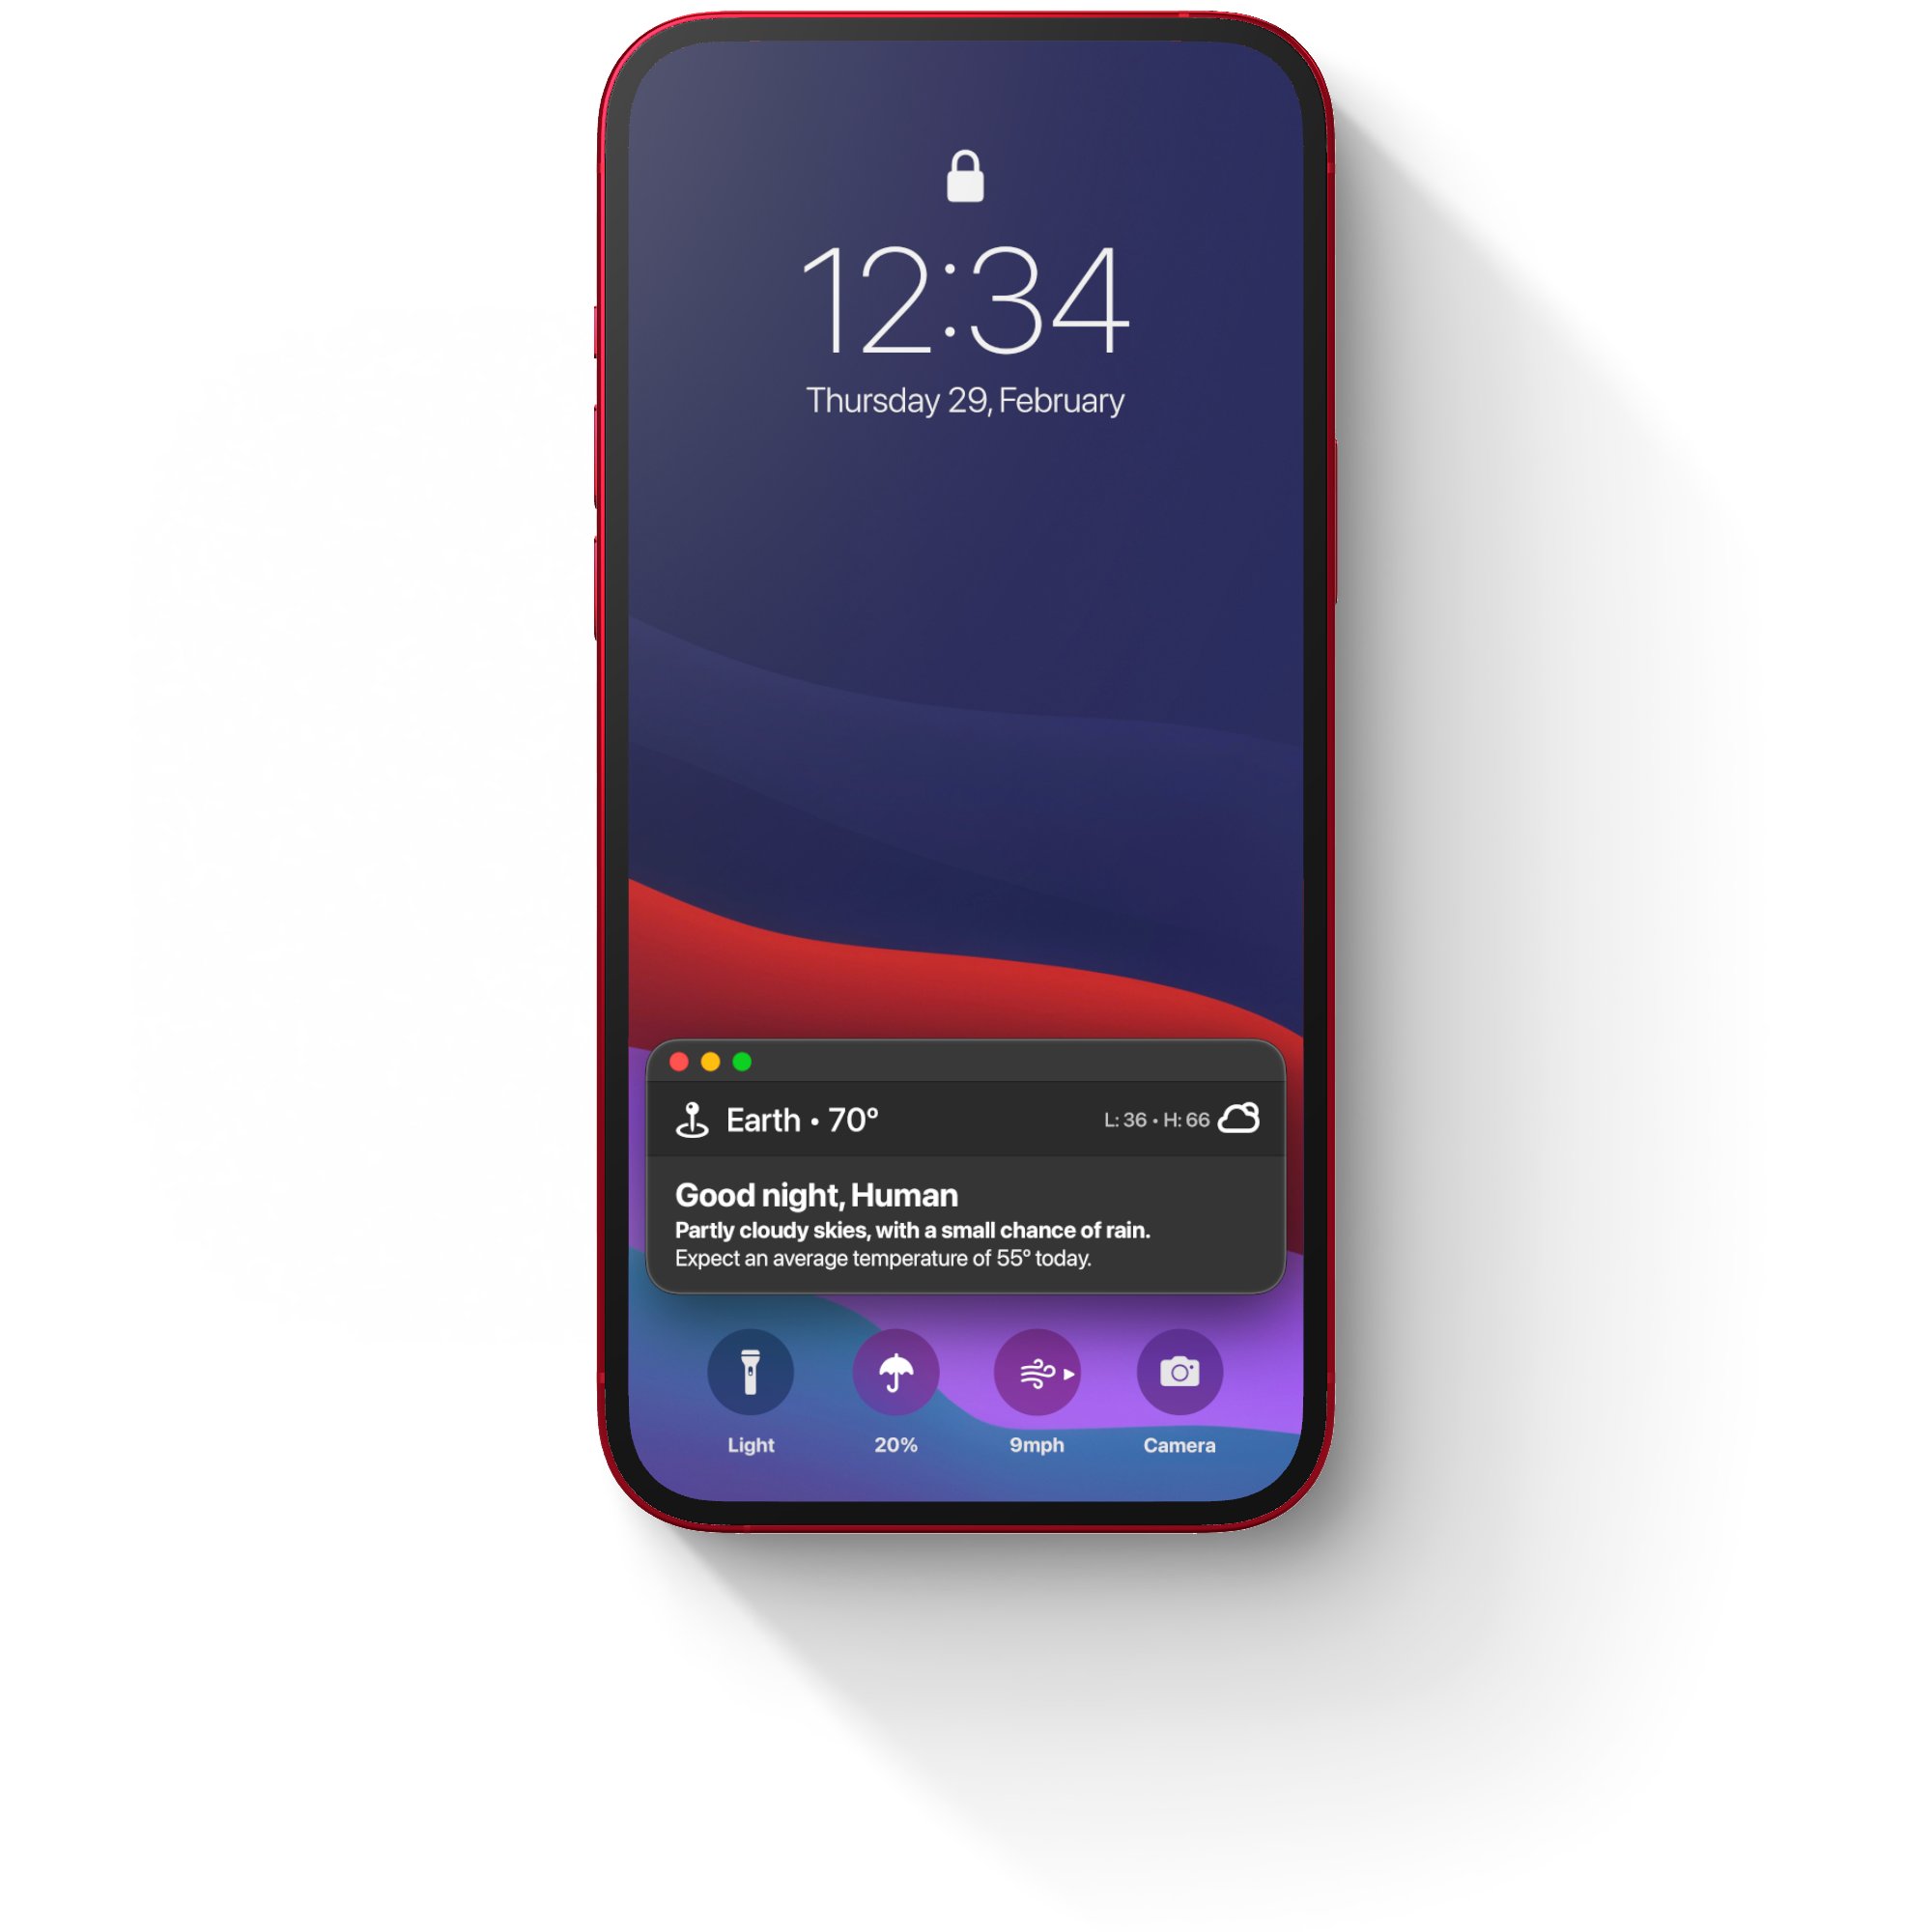 12:34
Thursday 29, February
Earth • 70°
L: 36 • H: 66
Good night, Human
Partly cloudy skies, with a small chance of rain.
Expect an average temperature of 55° today.
Light
20%
9mph
Camera